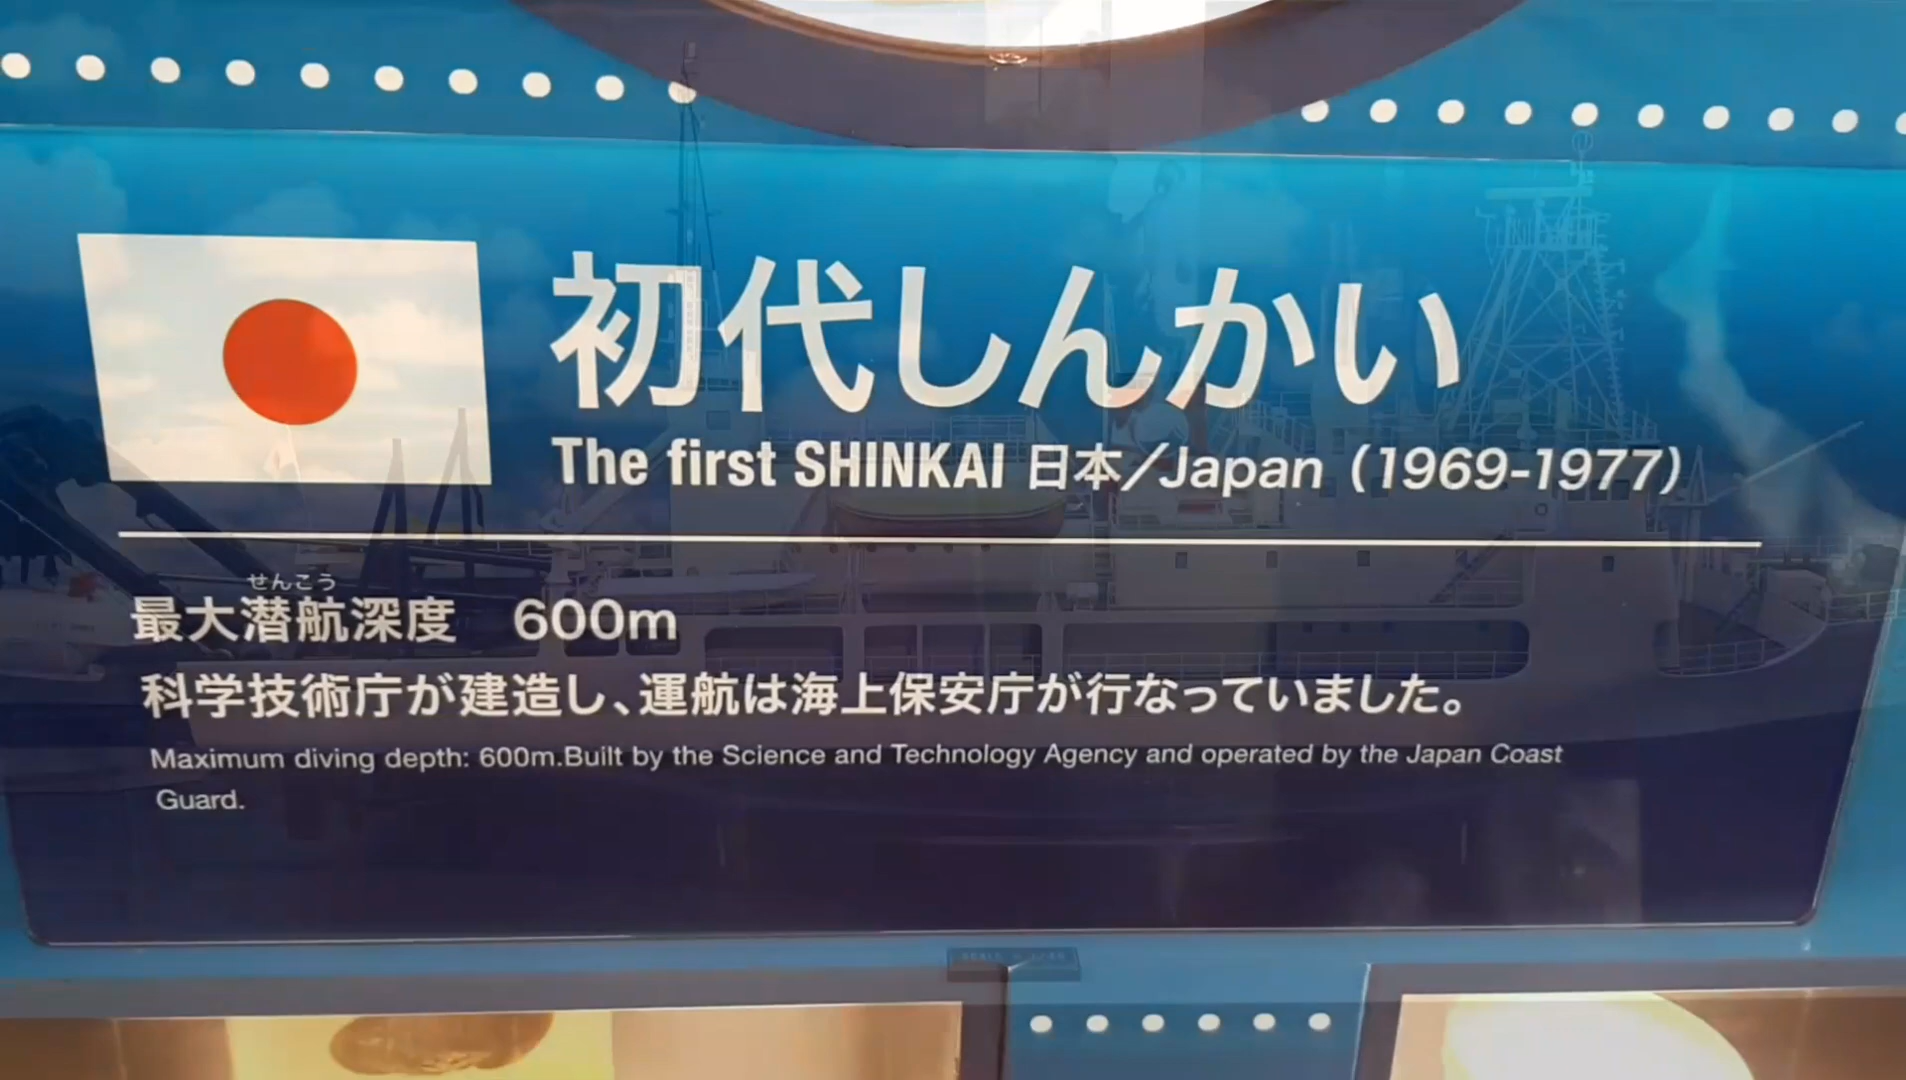 初代しんかい
The first SHINKAI 日本／Japan (1969-1977)
せんこう
最大潜航深度　600m
科学技術庁が建造し、運航は海上保安庁が行なっていました。
Maximum diving depth: 600m.Built by the Science and Technology Agency and operated by the Japan Coast
Guard.